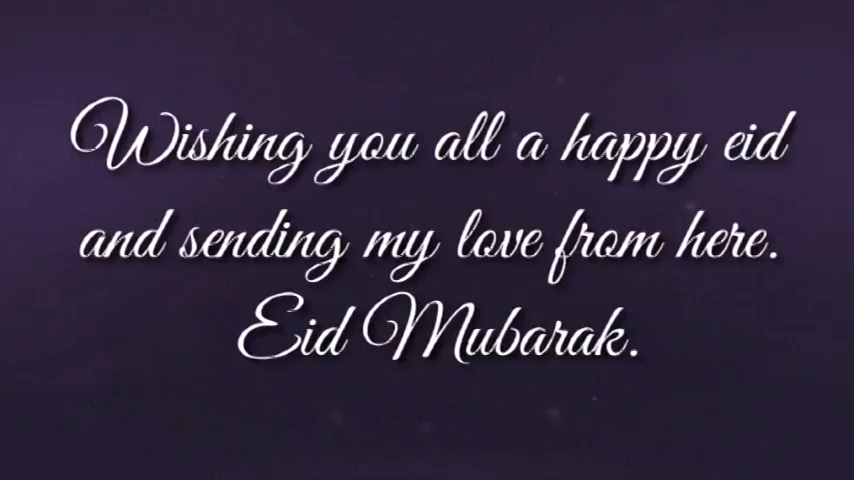 Wishing you all a happy eid
and sending my love from here.
Eid Mubarak.